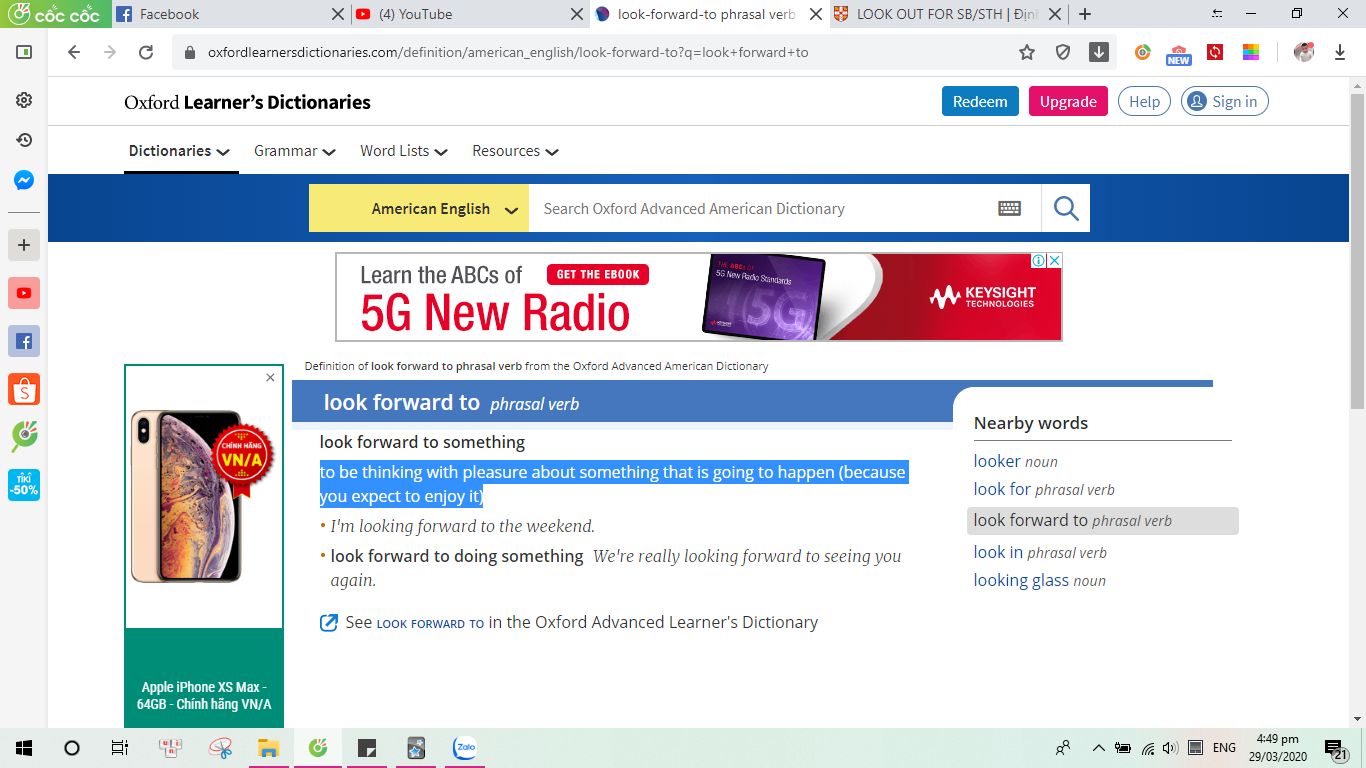 cốc cốc
Facebook
(4) YouTube
look-forward-to phrasal verb
LOOK OUT FOR SB/STH | Địn
oxfordlearnersdictionaries.com/definition/american_english/look-forward-to?q=look+forward+to
NEW
Oxford Learner's Dictionaries
Redeem
Upgrade
Help
Sign in
Dictionaries
Grammar
Word Lists
Resources
American English
Search Oxford Advanced American Dictionary
Learn the ABCs of
GET THE EBOOK
5G New Radio
THE ABCs OF
5G New Radio Standards
5G
KEYSIGHT
TECHNOLOGIES
Definition of look forward to phrasal verb from the Oxford Advanced American Dictionary
look forward to phrasal verb
look forward to something
to be thinking with pleasure about something that is going to happen (because
you expect to enjoy it)
• I'm looking forward to the weekend.
• look forward to doing something We're really looking forward to seeing you
again.
See LOOK FORWARD TO in the Oxford Advanced Learner's Dictionary
Nearby words
looker noun
look for phrasal verb
look forward to phrasal verb
look in phrasal verb
looking glass noun
CHÍNH HÃNG
VN/A
Apple iPhone XS Max -
64GB - Chính hãng VN/A
TIKI
-50%
Zalo
ENG
4:49 pm
29/03/2020
21